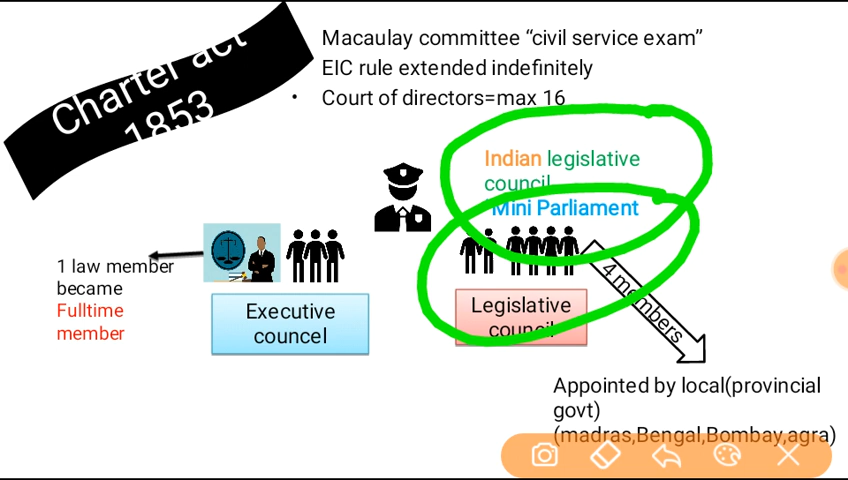 Charter act
1853
Macaulay committee “civil service exam”
EIC rule extended indefinitely
• Court of directors=max 16
Indian legislative
council
Mini Parliament
1 law member
became
Fulltime
member
Executive
councel
Legislative
council
4 members
Appointed by local(provincial
govt)
(madras,Bengal,Bombay,agra)